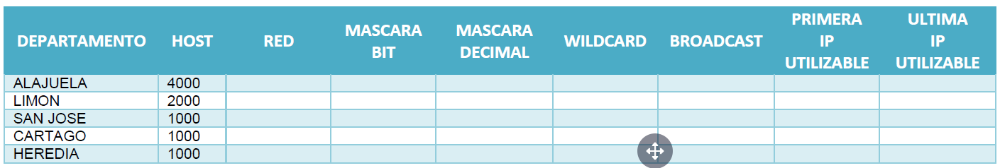 DEPARTAMENTO HOST RED MASCARA BIT MASCARA DECIMAL WILDCARD BROADCAST PRIMERA IP UTILIZABLE ULTIMA IP UTILIZABLE
ALAJUELA 4000
LIMON 2000
SAN JOSE 1000
CARTAGO 1000
HEREDIA 1000